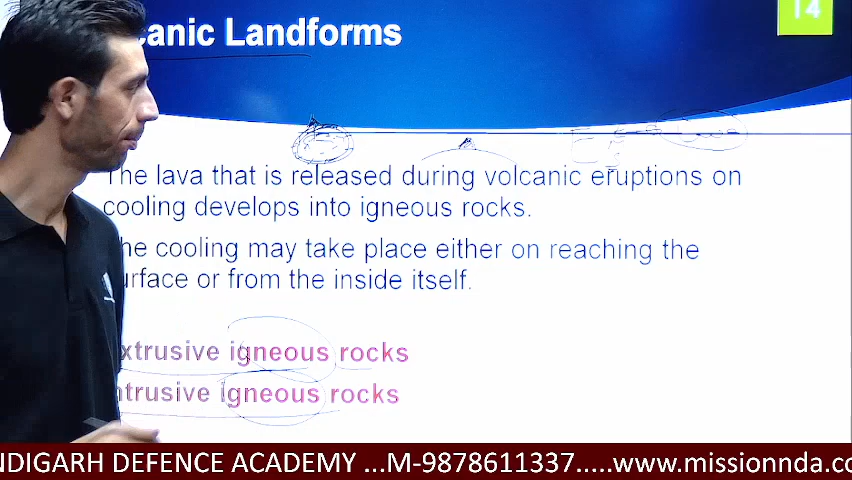 canic Landforms
14
The lava that is released during volcanic eruptions on
cooling develops into igneous rocks.
The cooling may take place either on reaching the
surface or from the inside itself.
extrusive igneous rocks
intrusive igneous rocks
NDIGARH DEFENCE ACADEMY ...M-9878611337.....www.missionnda.co